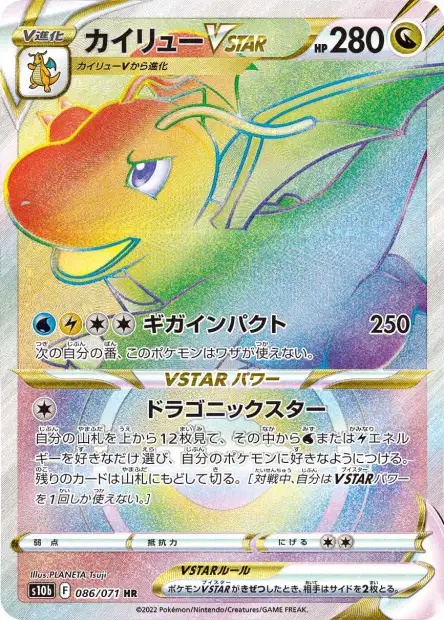 V進化
カイリューVSTAR
HP280
カイリューVから進化
ギガインパクト 250
次の自分の番、このポケモンはワザが使えない。
VSTARパワー
ドラゴニックスター
自分の山札を上から12枚見て、その中からまたはエネル
ギーを好きなだけ選び、自分のポケモンに好きなようにつける。
残りのカードは山札にもどして切る。[対戦中、自分はVSTARパワー
を1回しか使えない。]
弱点 抵抗力 にげる
Illus.PLANETA Tsuji
s10b F 086/071 HR
VSTARルール
ポケモンVSTARがきぜつしたとき、相手はサイドを2枚とる。
©2022 Pokémon/Nintendo/Creatures/GAME FREAK.